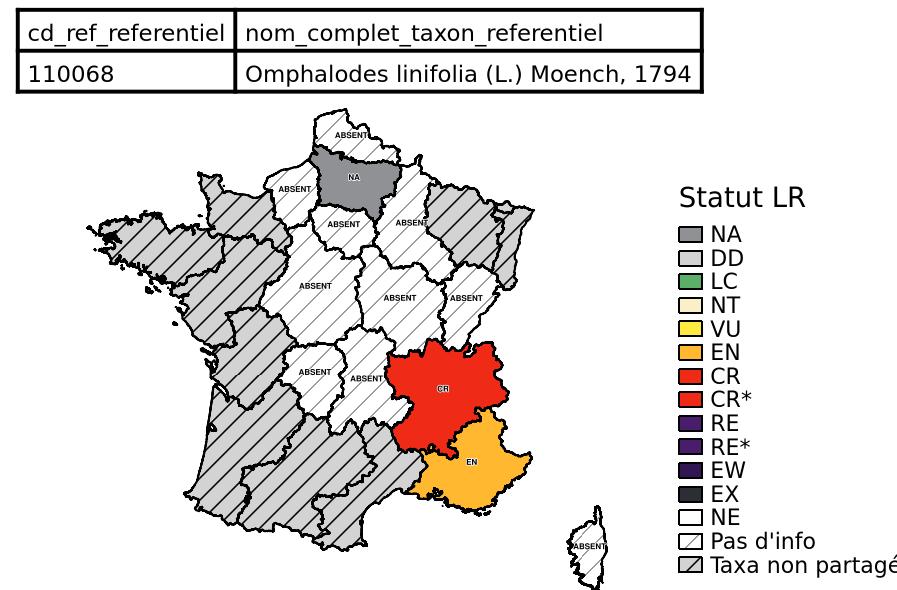 cd_ref_referentiel nom_complet_taxon_referentiel
110068 Omphalodes linifolia (L.) Moench, 1794
ABSENT
NA
ABSENT
ABSENT
ABSENT
ABSENT
ABSENT
ABSENT
ABSENT
ABSENT
CR
EN
ABSENT
Statut LR
NA
DD
LC
NT
VU
EN
CR
CR*
RE
RE*
EW
EX
NE
Pas d'info
Taxa non partagé